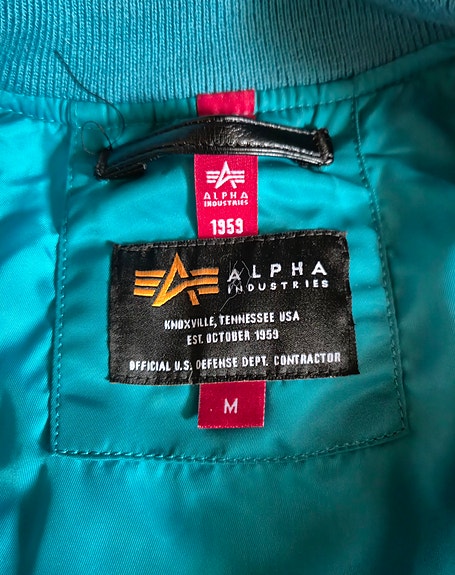 ALPHA
INDUSTRIES
1959
ALPHA
INDUSTRIES
KNOXVILLE, TENNESSEE USA
EST. OCTOBER 1959
OFFICIAL U.S. DEFENSE DEPT. CONTRACTOR
M